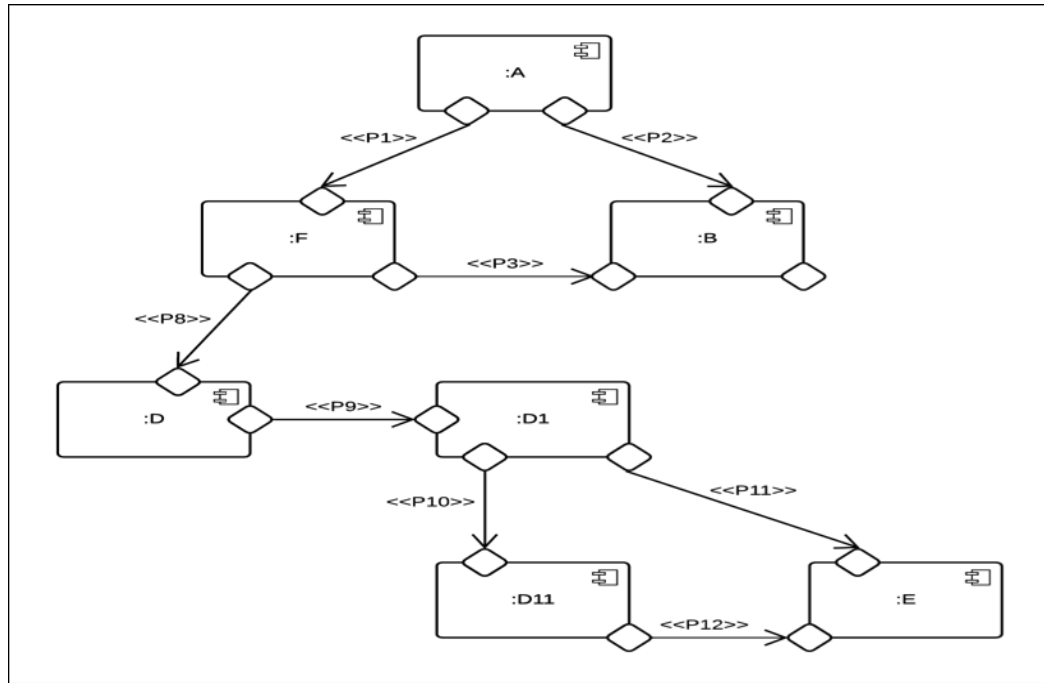 :A
<<P1>>
<<P2>>
:F
:B
<<P3>>
<<P8>>
:D
<<P9>>
:D1
<<P10>>
<<P11>>
:D11
:E
<<P12>>